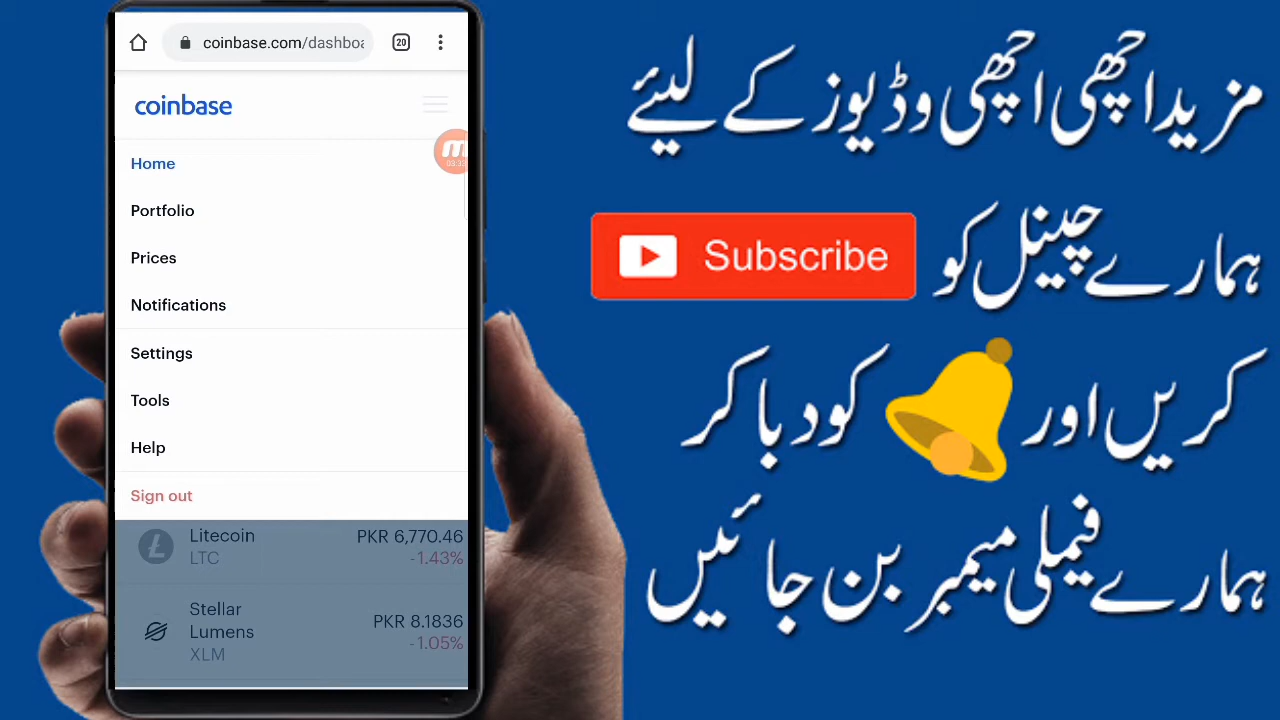 coinbase.com/dashboa
20
coinbase
Home
03:3
Portfolio
Prices
Notifications
Settings
Tools
Help
Sign out
Litecoin
PKR 6,770.46
LTC
-1.43%
Stellar
Lumens
PKR 8.1836
XLM
-1.05%
مزید اچھی اچھی وڈیوز کے لیئے
ہمارے چینل کو Subscribe
کریں اور کو دبا کر
ہمارے فیملی میمبر بن جائیں